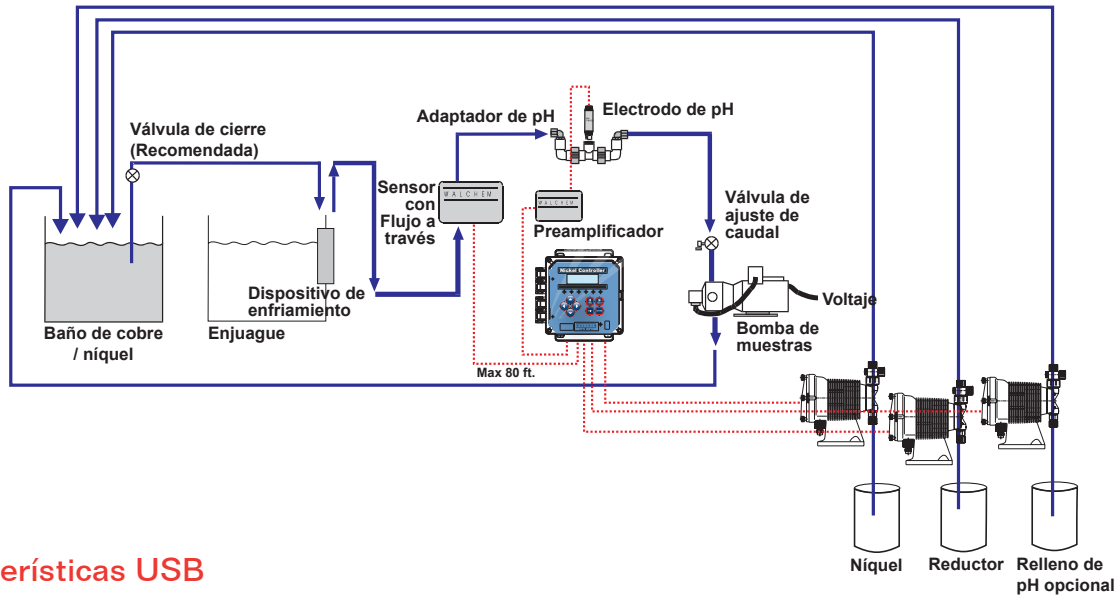 Válvula de cierre
(Recomendada)
Adaptador de pH
Electrodo de pH
Sensor
con
Flujo a
través
WALCHEM
WALCHEM
Preamplificador
Válvula de
ajuste de
caudal
Nickel Controller
Dispositivo de
enfriamiento
Voltaje
Baño de cobre
/ níquel
Enjuague
Bomba de
muestras
Max 80 ft.
Níquel
Reductor
Relleno de
pH opcional
erísticas USB